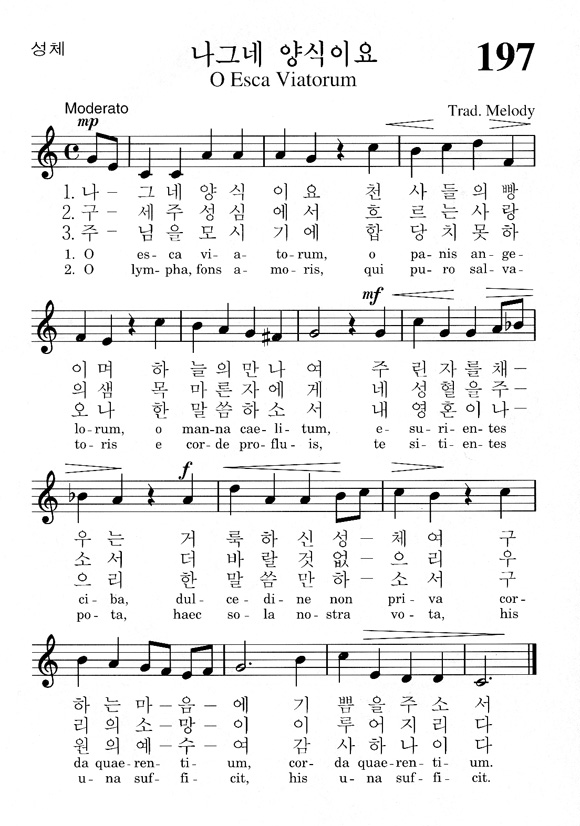 성체
나그네 양식이요
197
O Esca Viatorum
Moderato
Trad. Melody
mp
1. 나 – 그 네 양 식 이 요 천 사 들 의 빵
2. 구 – 세 주 성 심 에 서 흐 르 는 사 랑
3. 주 – 님 을 모 시 기 에 합 당 치 못 하
1. O es - ca vi - a - to-rum, o pa-nis an-ge-
2. O lym - pha, fons a - mo-ris, qui pu-ro sal-va-
mf
이 며 하 늘 의 만 나 여 주 린 자 를 채 –
의 샘 목 마 른 자 에 게 네 성 혈 을 주 –
오 나 한 말 씀 하 소 서 내 영 혼 이 나 –
lo-rum, o man-na cae-li-tum, e-su-ri-en-tes
to-ris e cor-de pro-flu-is, te si-ti-en-tes
f
우 는 거 룩 하 신 성 – 체 여 구
소 서 더 바 랄 것 없 – 으 리 우
으 리 한 말 씀 만 하 – 소 서 구
ci-ba, dul-ce-di-ne non pri-va cor-
po-ta, haec so-la no-stra vo-ta, his
하 는 마 – 음 – 에 기 쁨 을 주 소 서
리 의 소 – 망 – 이 이 루 어 지 리 다
원 의 예 – 수 – 여 감 사 하 나 이 다
da quae-ren-ti-um, cor-da quae-ren-ti-um.
u-na suf-fi-cit, his u-na suf-fi-cit.